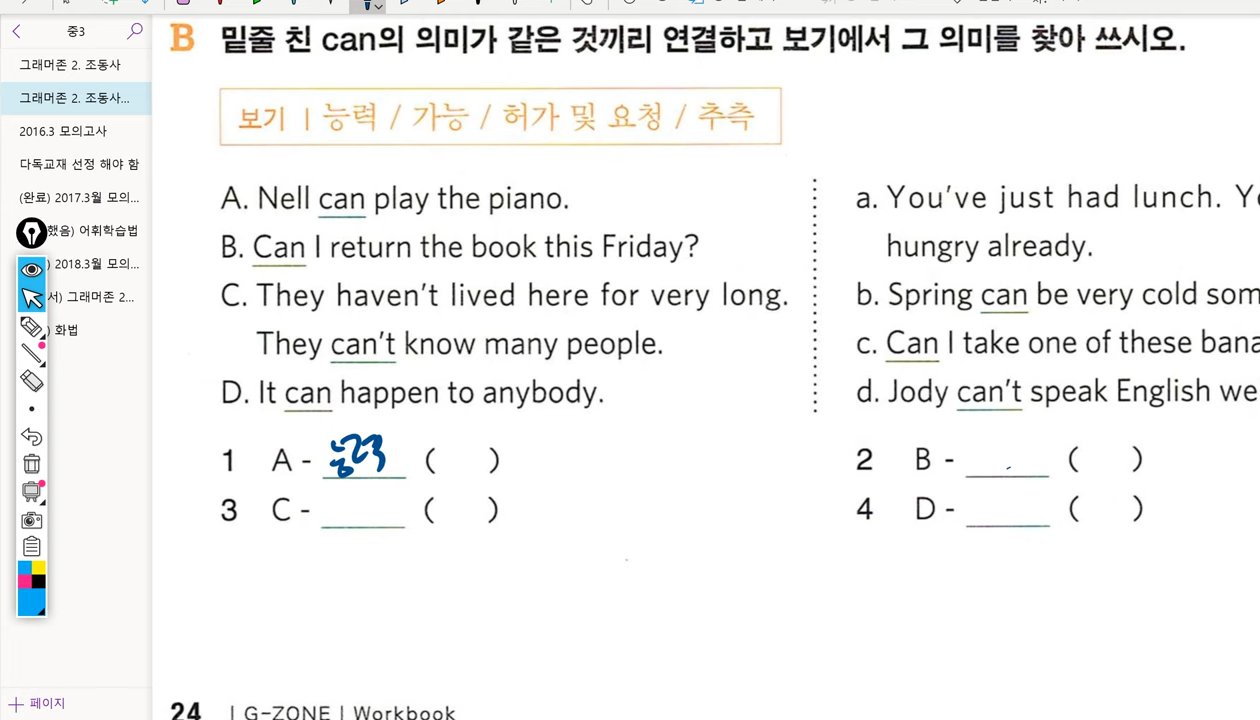 중3
그래머존 2. 조동사
그래머존 2. 조동사...
2016.3 모의고사
다독교재 선정 해야 함
(완료) 2017.3월 모의...
했음) 어휘학습법
) 2018.3월 모의...
서) 그래머존 2...
) 화법
페이지
B 밑줄 친 can의 의미가 같은 것끼리 연결하고 보기에서 그 의미를 찾아 쓰시오.
보기 | 능력 / 가능 / 허가 및 요청 / 추측
A. Nell can play the piano.
B. Can I return the book this Friday?
C. They haven't lived here for very long.
They can't know many people.
D. It can happen to anybody.
a. You've just had lunch.
hungry already.
b. Spring can be very cold som
c. Can I take one of these bana
d. Jody can't speak English we
1 A - 능력 ( )
2 B - ( )
3 C - ( )
4 D - ( )
24 | G-ZONE | Workbook